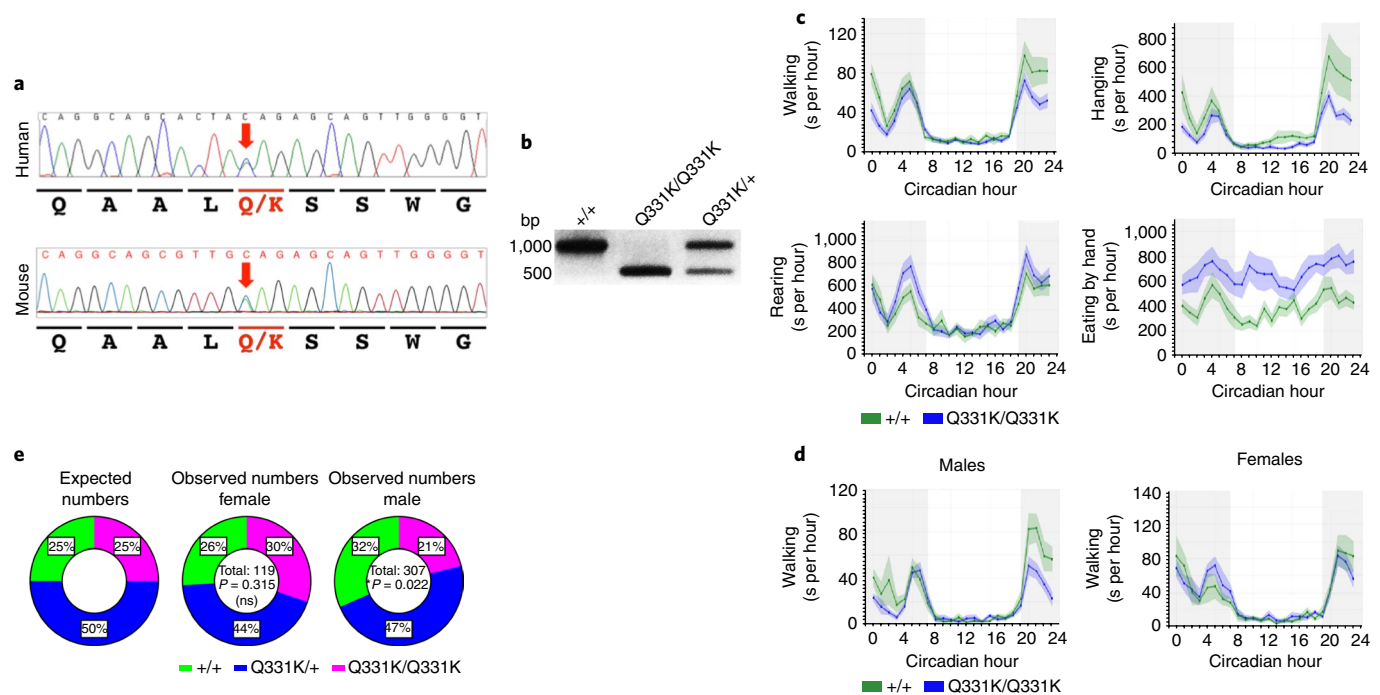 a
Human
C A G G C A G C A C T A C A G A G C A G T T G G G G T
Q A A L Q/K S S W G
Mouse
C A G G C A G C G T T G C A G A G C A G T T G G G G T
Q A A L Q/K S S W G
b
bp
+/+
Q331K/Q331K
Q331K/+
1,000
500
c
Walking
(s per hour)
120
80
40
0
0 4 8 12 16 20 24
Circadian hour
Hanging
(s per hour)
800
600
400
200
0
0 4 8 12 16 20 24
Circadian hour
Rearing
(s per hour)
1,000
800
600
400
200
0
0 4 8 12 16 20 24
Circadian hour
Eating by hand
(s per hour)
1,000
800
600
400
200
0
0 4 8 12 16 20 24
Circadian hour
+/+ Q331K/Q331K
d
Males
Walking
(s per hour)
120
80
40
0
0 4 8 12 16 20 24
Circadian hour
Females
Walking
(s per hour)
140
120
80
40
0
0 4 8 12 16 20 24
Circadian hour
+/+ Q331K/Q331K
e
Expected
numbers
25% 25%
50%
Observed numbers
female
26% 30%
Total: 119
P = 0.315
(ns)
44%
Observed numbers
male
32% 21%
Total: 307
*P = 0.022
47%
+/+ Q331K/+ Q331K/Q331K